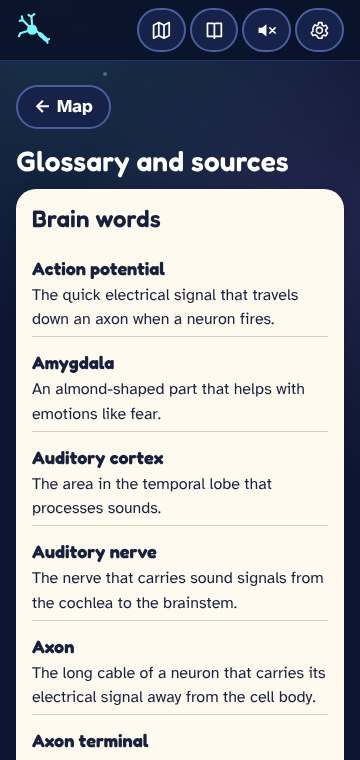 ← Map
Glossary and sources
Brain words
Action potential
The quick electrical signal that travels
down an axon when a neuron fires.
Amygdala
An almond-shaped part that helps with
emotions like fear.
Auditory cortex
The area in the temporal lobe that
processes sounds.
Auditory nerve
The nerve that carries sound signals from
the cochlea to the brainstem.
Axon
The long cable of a neuron that carries its
electrical signal away from the cell body.
Axon terminal